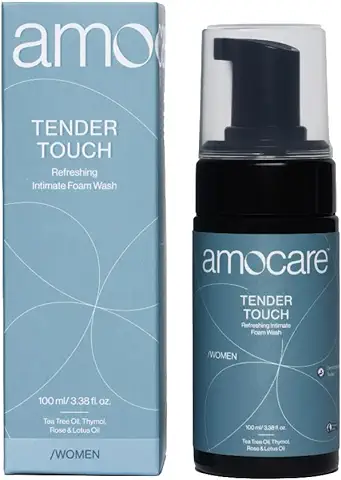 amo
TENDER
TOUCH
Refreshing
Intimate Foam Wash
100 ml/ 3.38 fl. oz.
Tea Tree Oil, Thymol,
Rose & Lotus Oil
/WOMEN
amocare™
TENDER
TOUCH
Refreshing Intimate
Foam Wash
/WOMEN
100 ml/ 3.38 fl. oz.
Tea Tree Oil, Thymol,
Rose & Lotus Oil